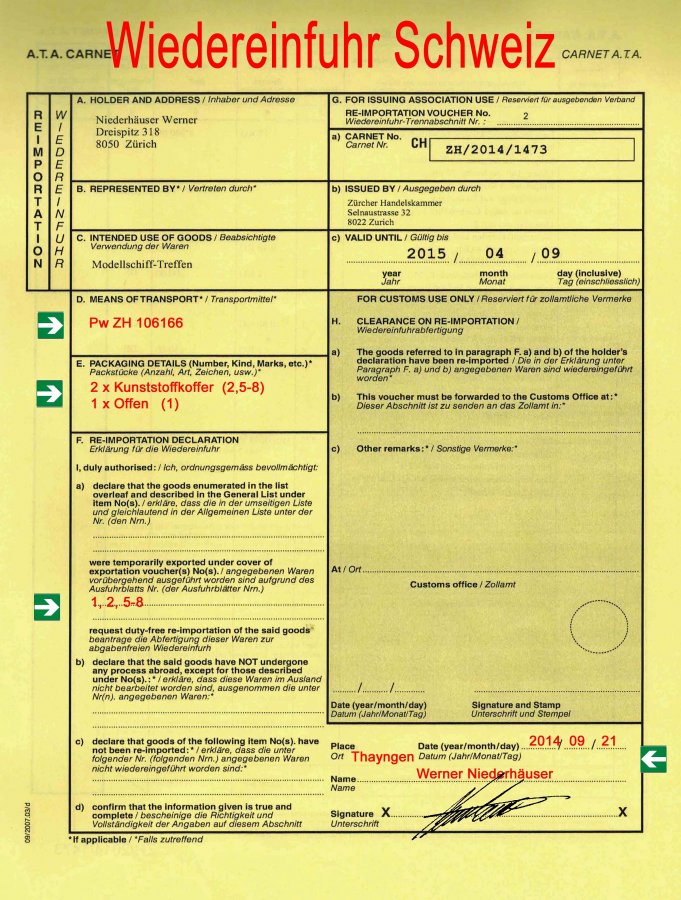 Wiedereinfuhr Schweiz
A.T.A. CARNET
CARNET A.T.A.
REIMPORTATION
WIEDEREINFUHR
A. HOLDER AND ADDRESS / Inhaber und Adresse
Niederhäuser Werner
Dreispitz 318
8050 Zürich
G. FOR ISSUING ASSOCIATION USE / Reserviert für ausgebenden Verband
RE-IMPORTATION VOUCHER No.
Wiedereinfuhr-Trennabschnitt Nr. : 2
a) CARNET No.
Carnet Nr.
CH ZH/2014/1473
B. REPRESENTED BY* / Vertreten durch*
b) ISSUED BY / Ausgegeben durch
Zürcher Handelskammer
Selnaustrasse 32
8022 Zurich
C. INTENDED USE OF GOODS / Beabsichtigte
Verwendung der Waren
Modellschiff-Treffen
c) VALID UNTIL / Gültig bis
2015 / 04 / 09
year month day (inclusive)
Jahr Monat Tag (einschliesslich)
D. MEANS OF TRANSPORT* / Transportmittel*
Pw ZH 106166
E. PACKAGING DETAILS (Number, Kind, Marks, etc.)*
Packstücke (Anzahl, Art, Zeichen, usw.)*
2 x Kunststoffkoffer (2,5-8)
1 x Offen (1)
F. RE-IMPORTATION DECLARATION
Erklärung für die Wiedereinfuhr
I, duly authorised: / Ich, ordnungsgemäss bevollmächtigt:
a) declare that the goods enumerated in the list
overleaf and described in the General List under
item No(s). / erkläre, dass die in der umseitigen Liste
und gleichlautend in der Allgemeinen Liste unter der
Nr. (den Nrn.)
were temporarily exported under cover of
exportation voucher(s) No(s). / angegebenen Waren
vorübergehend ausgeführt worden sind aufgrund des
Ausfuhrblatts Nr. (der Ausfuhrblätter Nrn.)
1, 2, 5-8
request duty-free re-importation of the said goods
beantrage die Abfertigung dieser Waren zur
abgabenfreien Wiedereinfurh
b) declare that the said goods have NOT undergone
any process abroad, except for those described
under No(s).: * / erkläre, dass diese Waren im Ausland
nicht bearbeitet worden sind, ausgenommen die unter
Nr(n). angegebenen Waren:*
c) declare that goods of the following item No(s). have
not been re-imported: * / erkläre, dass die unter
folgender Nr. (folgenden Nrn.) angegebenen Waren
nicht wiedereingeführt worden sind:*
d) confirm that the information given is true and
complete / bescheinige die Richtigkeit und
Vollständigkeit der Angaben auf diesem Abschnitt
FOR CUSTOMS USE ONLY / Reserviert für zollamtliche Vermerke
H. CLEARANCE ON RE-IMPORTATION /
Wiedereinfuhrabfertigung
a) The goods referred to in paragraph F. a) and b) of the holder's
declaration have been re-imported / Die in der Erklärung unter
Paragraph F. a) und b) angegebenen Waren sind wiedereingeführt
worden*
b) This voucher must be forwarded to the Customs Office at: *
Dieser Abschnitt ist zu senden an das Zollamt in:*
c) Other remarks: * / Sonstige Vermerke:*
At / Ort
Customs office / Zollamt
/ /
Date (year/month/day) Signature and Stamp
Datum (Jahr/Monat/Tag) Unterschrift und Stempel
Place Date (year/month/day) 2014 / 09 / 21
Ort Thayngen Datum (Jahr/Monat/Tag)
Name Werner Niederhäuser
Name
Signature X X
Unterschrift
*If applicable / *Falls zutreffend
09/2007.03/d